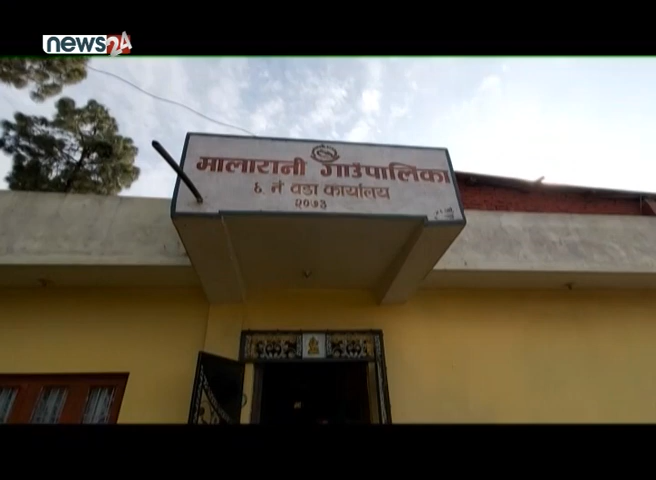 news24
मालारानी गाउँपालिका
६ नं वडा कार्यालय
२०७३